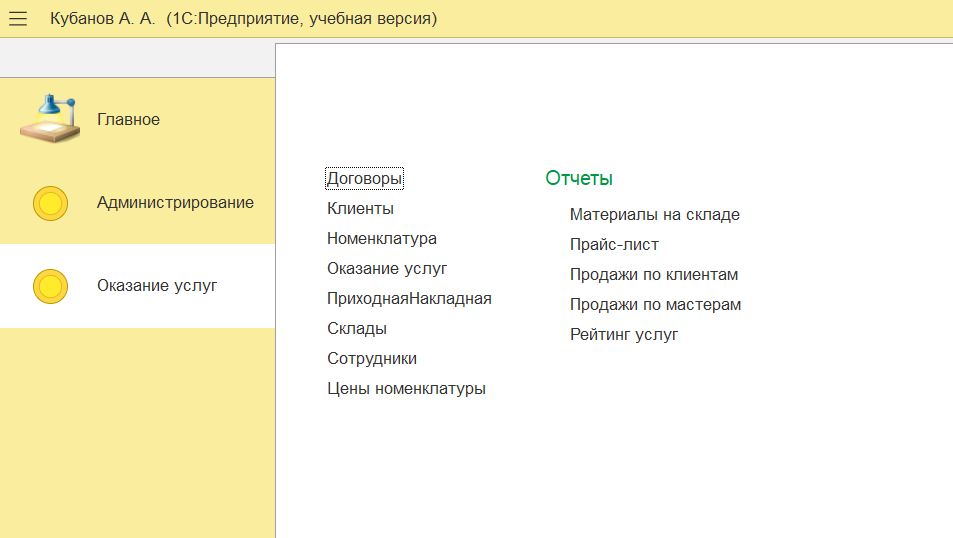 Кубанов А. А. (1С:Предприятие, учебная версия)
Главное
Администрирование
Оказание услуг
Договоры
Клиенты
Номенклатура
Оказание услуг
ПриходнаяНакладная
Склады
Сотрудники
Цены номенклатуры
Отчеты
Материалы на складе
Прайс-лист
Продажи по клиентам
Продажи по мастерам
Рейтинг услуг